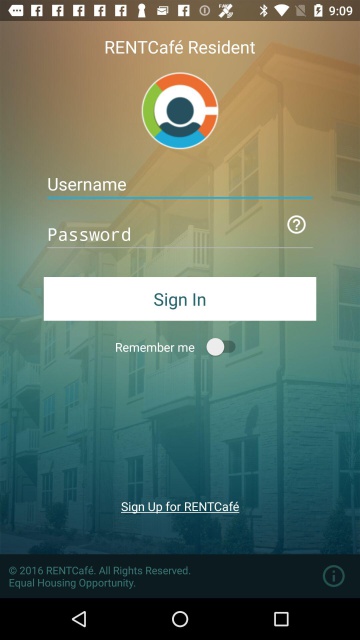 9:09
RENTCafé Resident
Username
Password
Sign In
Remember me
Sign Up for RENTCafé
© 2016 RENTCafé. All Rights Reserved.
Equal Housing Opportunity.